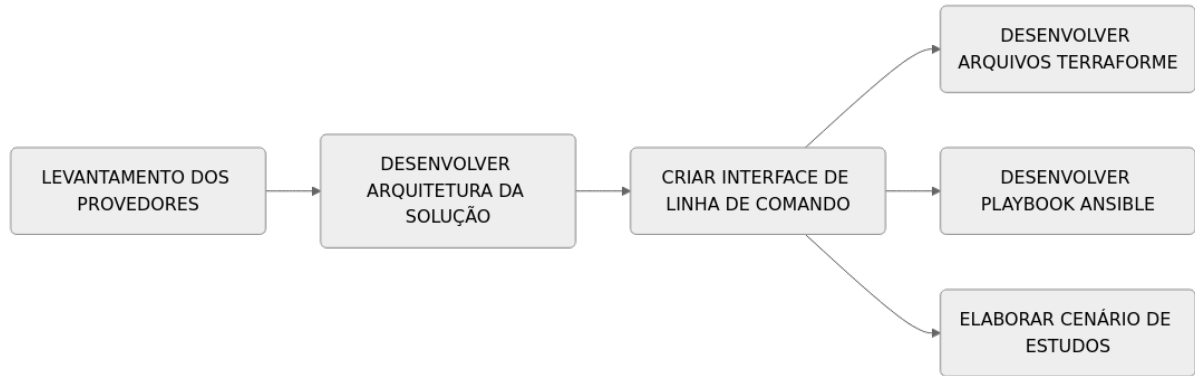 LEVANTAMENTO DOS
PROVEDORES
DESENVOLVER
ARQUITETURA DA
SOLUÇÃO
CRIAR INTERFACE DE
LINHA DE COMANDO
DESENVOLVER
ARQUIVOS TERRAFORME
DESENVOLVER
PLAYBOOK ANSIBLE
ELABORAR CENÁRIO DE
ESTUDOS